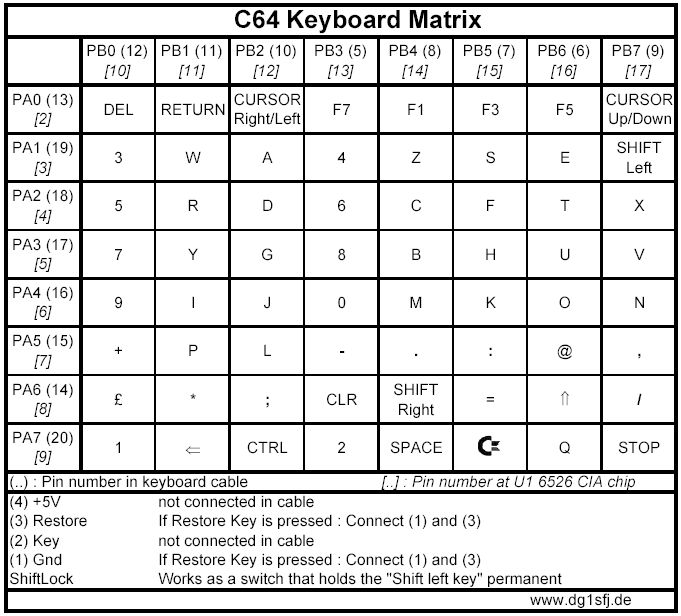 C64 Keyboard Matrix
PB0 (12) PB1 (11) PB2 (10) PB3 (5) PB4 (8) PB5 (7) PB6 (6) PB7 (9)
[10] [11] [12] [13] [14] [15] [16] [17]
PA0 (13) [2] DEL RETURN CURSOR Right/Left F7 F1 F3 F5 CURSOR Up/Down
PA1 (19) [3] 3 W A 4 Z S E SHIFT Left
PA2 (18) [4] 5 R D 6 C F T X
PA3 (17) [5] 7 Y G 8 B H U V
PA4 (16) [6] 9 I J 0 M K O N
PA5 (15) [7] + P L - . : @ ,
PA6 (14) [8] £ * ; CLR SHIFT Right = ⇑ /
PA7 (20) [9] 1 ⇐ CTRL 2 SPACE C= Q STOP
(..) : Pin number in keyboard cable [..] : Pin number at U1 6526 CIA chip
(4) +5V not connected in cable
(3) Restore If Restore Key is pressed : Connect (1) and (3)
(2) Key not connected in cable
(1) Gnd If Restore Key is pressed : Connect (1) and (3)
ShiftLock Works as a switch that holds the "Shift left key" permanent
www.dg1sfj.de